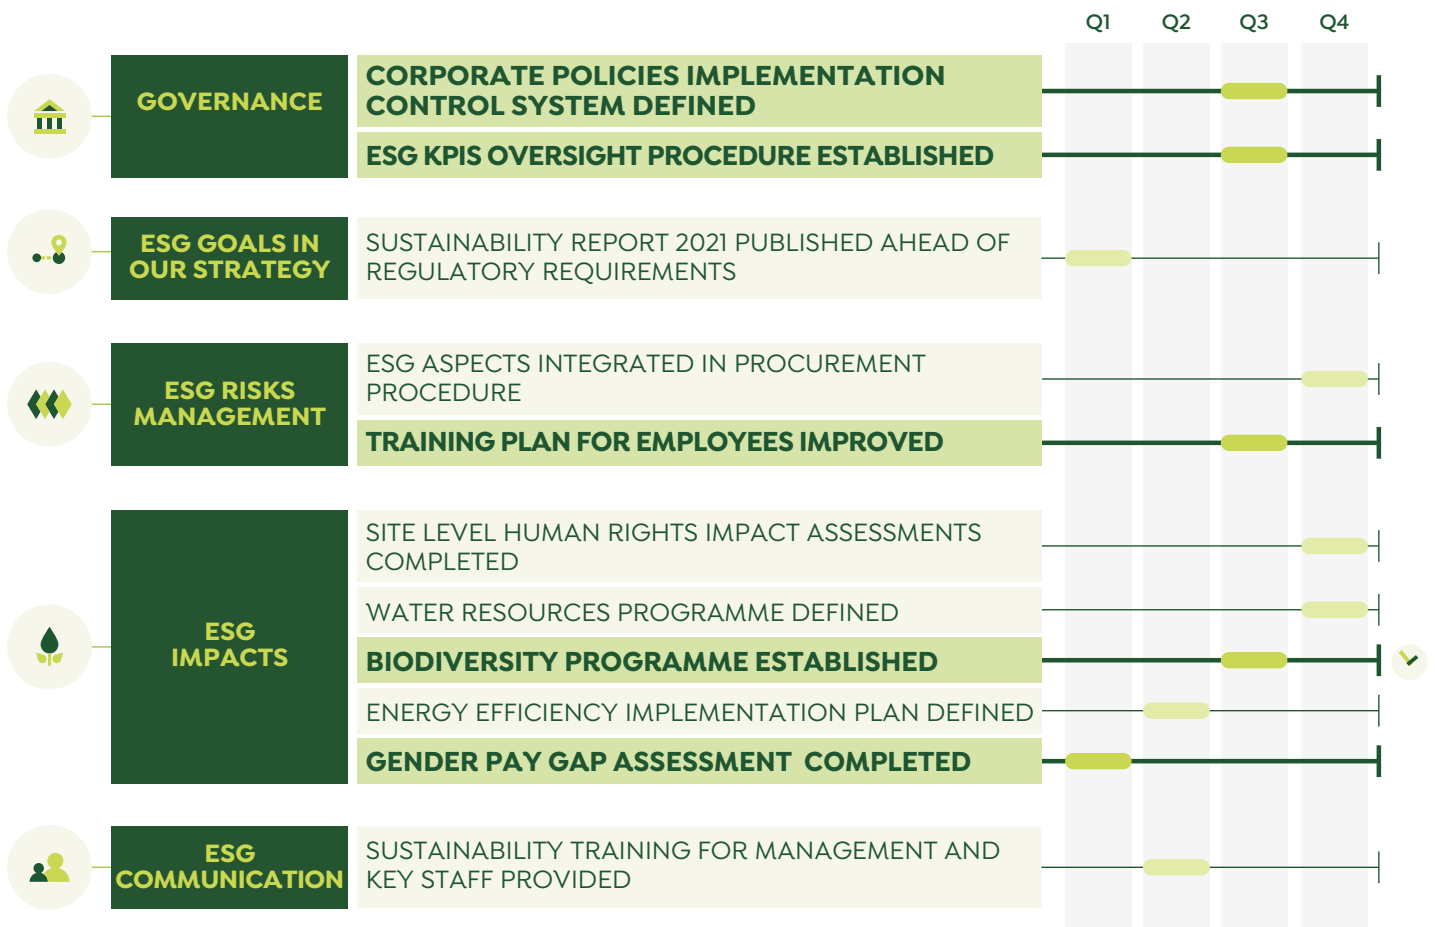 Q1 Q2 Q3 Q4
GOVERNANCE
CORPORATE POLICIES IMPLEMENTATION
CONTROL SYSTEM DEFINED
ESG KPIS OVERSIGHT PROCEDURE ESTABLISHED
ESG GOALS IN
OUR STRATEGY
SUSTAINABILITY REPORT 2021 PUBLISHED AHEAD OF
REGULATORY REQUIREMENTS
ESG RISKS
MANAGEMENT
ESG ASPECTS INTEGRATED IN PROCUREMENT
PROCEDURE
TRAINING PLAN FOR EMPLOYEES IMPROVED
ESG
IMPACTS
SITE LEVEL HUMAN RIGHTS IMPACT ASSESSMENTS
COMPLETED
WATER RESOURCES PROGRAMME DEFINED
BIODIVERSITY PROGRAMME ESTABLISHED
ENERGY EFFICIENCY IMPLEMENTATION PLAN DEFINED
GENDER PAY GAP ASSESSMENT COMPLETED
ESG
COMMUNICATION
SUSTAINABILITY TRAINING FOR MANAGEMENT AND
KEY STAFF PROVIDED